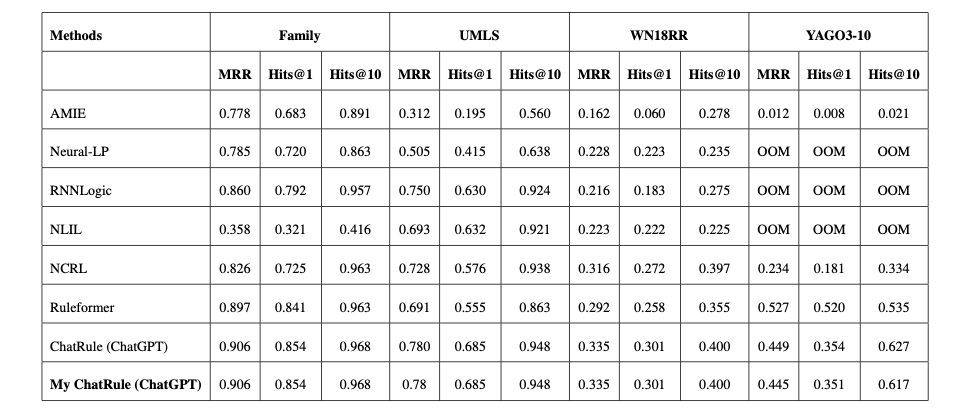 Methods Family UMLS WN18RR YAGO3-10
MRR Hits@1 Hits@10 MRR Hits@1 Hits@10 MRR Hits@1 Hits@10 MRR Hits@1 Hits@10
AMIE 0.778 0.683 0.891 0.312 0.195 0.560 0.162 0.060 0.278 0.012 0.008 0.021
Neural-LP 0.785 0.720 0.863 0.505 0.415 0.638 0.228 0.223 0.235 OOM OOM OOM
RNNLogic 0.860 0.792 0.957 0.750 0.630 0.924 0.216 0.183 0.275 OOM OOM OOM
NLIL 0.358 0.321 0.416 0.693 0.632 0.921 0.223 0.222 0.225 OOM OOM OOM
NCRL 0.826 0.725 0.963 0.728 0.576 0.938 0.316 0.272 0.397 0.234 0.181 0.334
Ruleformer 0.897 0.841 0.963 0.691 0.555 0.863 0.292 0.258 0.355 0.527 0.520 0.535
ChatRule (ChatGPT) 0.906 0.854 0.968 0.780 0.685 0.948 0.335 0.301 0.400 0.449 0.354 0.627
My ChatRule (ChatGPT) 0.906 0.854 0.968 0.78 0.685 0.948 0.335 0.301 0.400 0.445 0.351 0.617